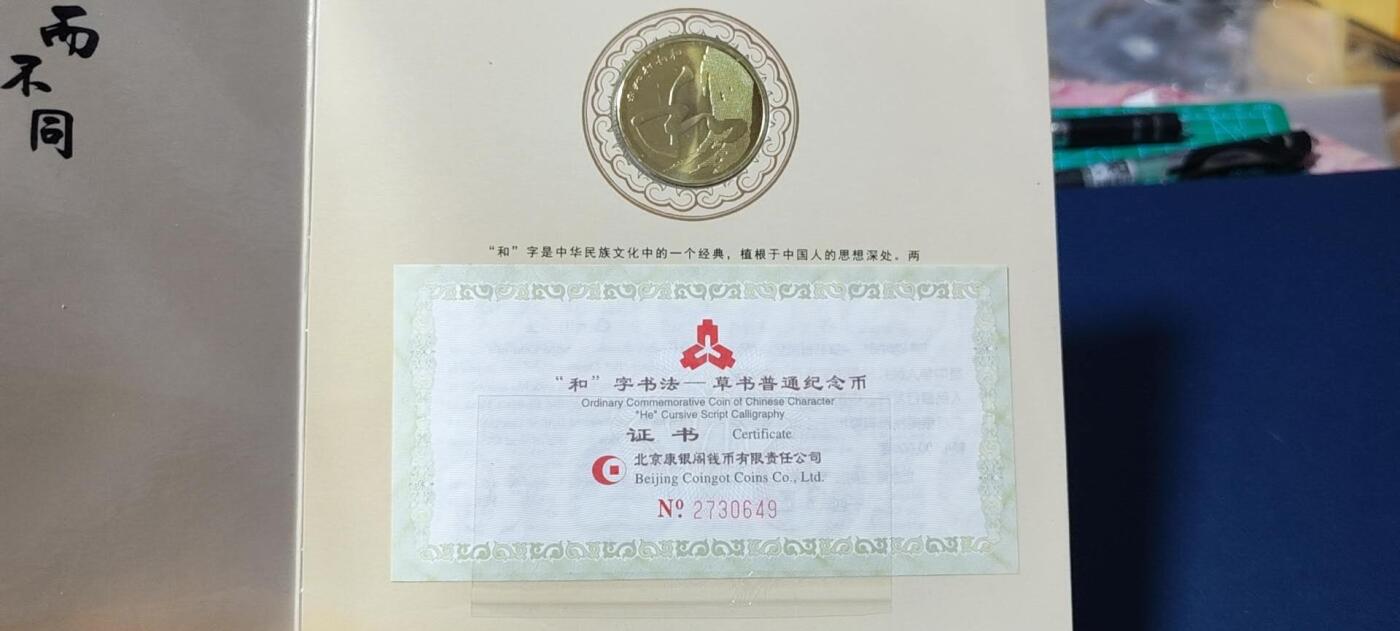 而
不
同
“和”字是中华民族文化中的一个经典，植根于中国人的思想深处。两
“和”字书法—草书普通纪念币
Ordinary Commemorative Coin of Chinese Character
"He" Cursive Script Calligraphy
证书 Certificate
北京康银阁钱币有限责任公司
Beijing Coingot Coins Co., Ltd.
Nº 2730649